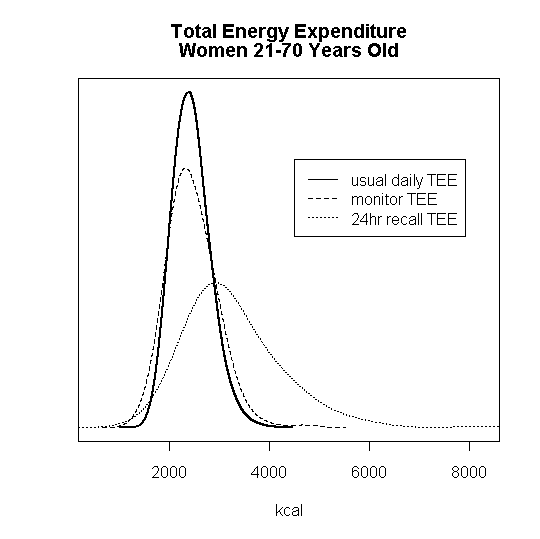 Total Energy Expenditure
Women 21-70 Years Old
usual daily TEE
monitor TEE
24hr recall TEE
2000
4000
6000
8000
kcal